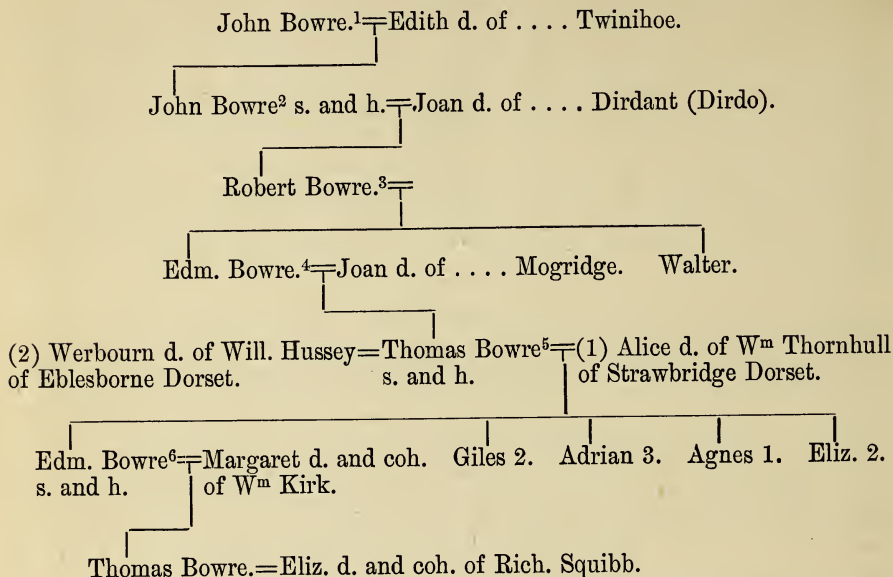 John Bowre.¹=Edith d. of . . . . Twinihoe.
John Bowre² s. and h.=Joan d. of . . . . Dirdant (Dirdo).
Robert Bowre.³=
Edm. Bowre.⁴=Joan d. of . . . . Mogridge. Walter.
(2) Werbourn d. of Will. Hussey=Thomas Bowre⁵=(1) Alice d. of Wᵐ Thornhull
of Eblesborne Dorset. s. and h. of Strawbridge Dorset.
Edm. Bowre⁶=Margaret d. and coh. Giles 2. Adrian 3. Agnes 1. Eliz. 2.
s. and h. of Wᵐ Kirk.
Thomas Bowre.=Eliz. d. and coh. of Rich. Squibb.